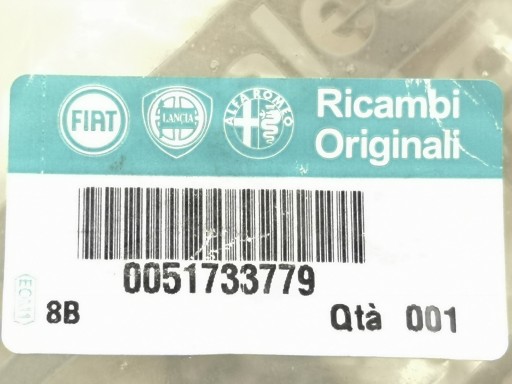 FIAT
LANCIA
ALFA ROMEO
Ricambi
Originali
0051733779
8B
Qtà 001